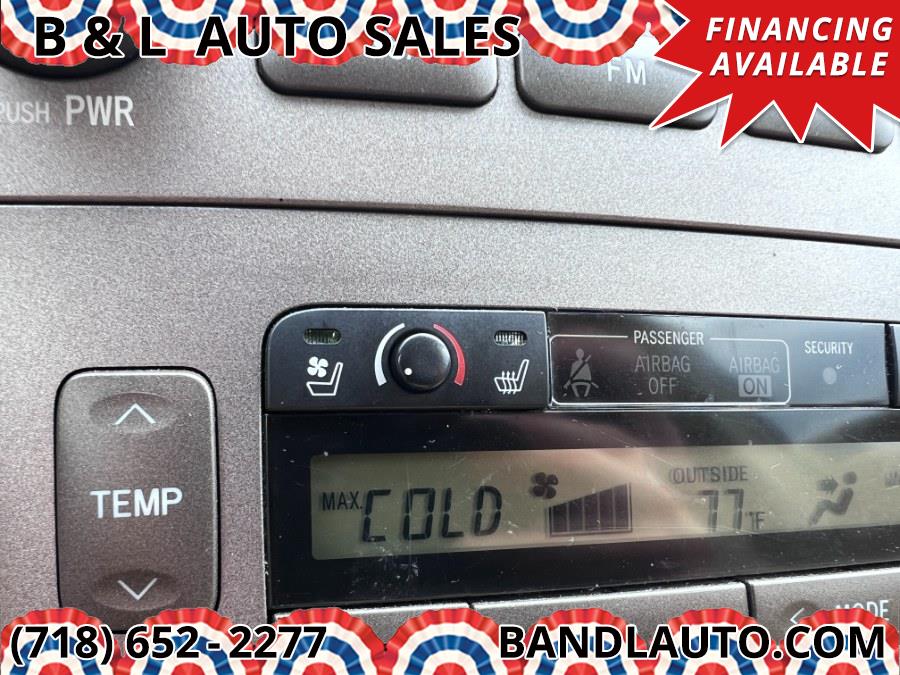 B & L AUTO SALES
FINANCING
AVAILABLE
FM
PUSH PWR
PASSENGER
AIRBAG
OFF
AIRBAG
ON
SECURITY
TEMP
MAX. COLD
OUTSIDE
77°F
MODE
(718) 652-2277
BANDLAUTO.COM